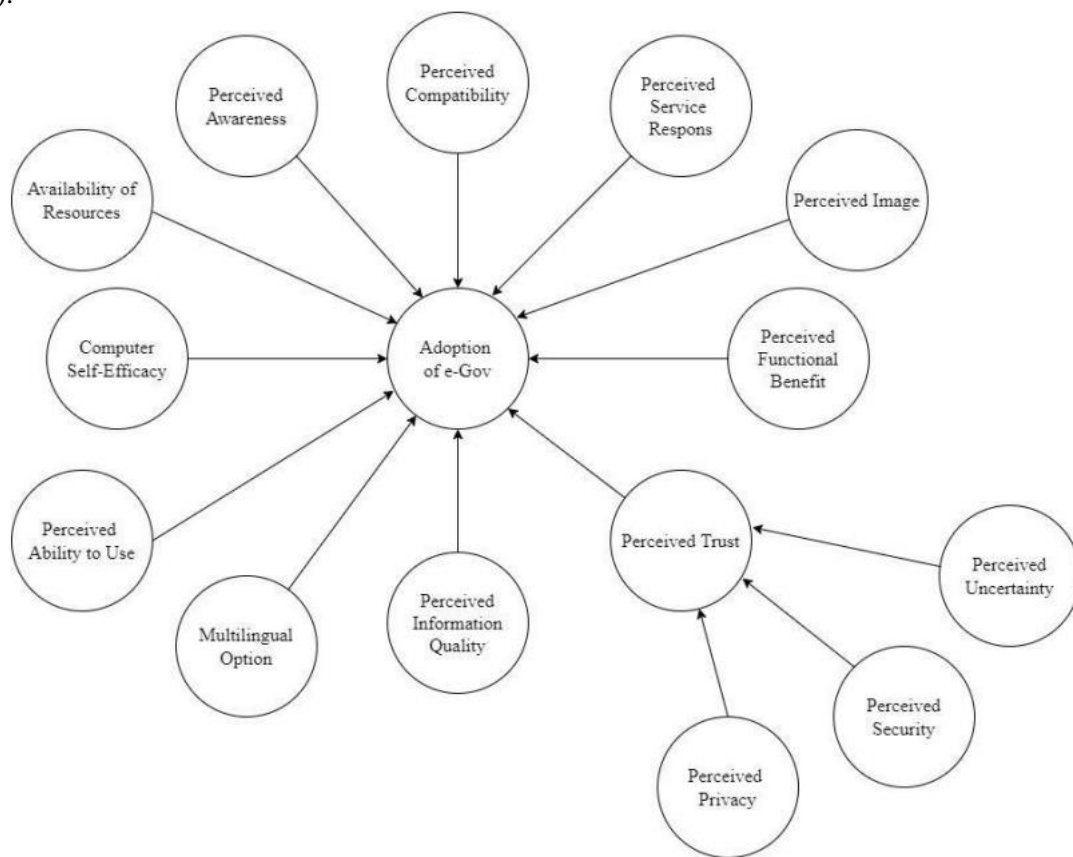 ).
Perceived
Compatibility
Perceived
Awareness
Perceived
Service
Respons
Availability of
Resources
Perceived Image
Computer
Self-Efficacy
Adoption
of e-Gov
Perceived
Functional
Benefit
Perceived
Ability to Use
Perceived Trust
Perceived
Uncertainty
Multilingual
Option
Perceived
Information
Quality
Perceived
Security
Perceived
Privacy